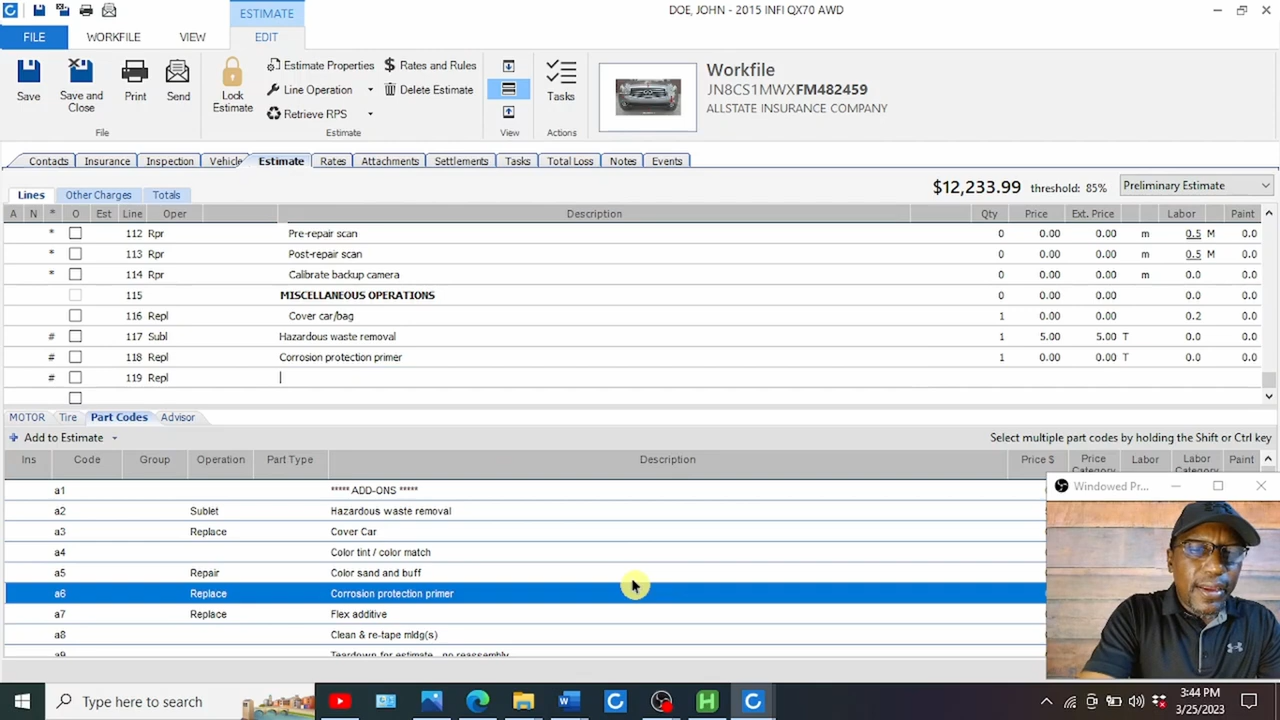 ESTIMATE
DOE, JOHN - 2015 INFI QX70 AWD
FILE WORKFILE VIEW EDIT
Save
Save and Close
Print
Send
File
Lock Estimate
Estimate Properties
Line Operation
Retrieve RPS
Rates and Rules
Delete Estimate
Estimate
View
Tasks
Actions
Workfile
JN8CS1MWXFM482459
ALLSTATE INSURANCE COMPANY
Contacts Insurance Inspection Vehicle Estimate Rates Attachments Settlements Tasks Total Loss Notes Events
Lines Other Charges Totals
$12,233.99 threshold: 85% Preliminary Estimate
A N * O Est Line Oper Description Qty Price Ext. Price Labor Paint
* 112 Rpr Pre-repair scan 0 0.00 0.00 m 0.5 M 0.0
* 113 Rpr Post-repair scan 0 0.00 0.00 m 0.5 M 0.0
* 114 Rpr Calibrate backup camera 0 0.00 0.00 m 0.0 0.0
115 MISCELLANEOUS OPERATIONS 0 0.00 0.00 0.0 0.0
116 Repl Cover car/bag 1 0.00 0.00 0.2 0.0
# 117 Subl Hazardous waste removal 1 5.00 5.00 T 0.0 0.0
# 118 Repl Corrosion protection primer 1 0.00 0.00 T 0.0 0.0
# 119 Repl
MOTOR Tire Part Codes Advisor
+ Add to Estimate Select multiple part codes by holding the Shift or Ctrl key
Ins Code Group Operation Part Type Description Price $ Price Category Labor Labor Category Paint
a1 ***** ADD-ONS *****
a2 Sublet Hazardous waste removal
a3 Replace Cover Car
a4 Color tint / color match
a5 Repair Color sand and buff
a6 Replace Corrosion protection primer
a7 Replace Flex additive
a8 Clean & re-tape mldg(s)
a9 Teardown for estimate - no reassembly
Windowed Pr...
Type here to search
3:44 PM
3/25/2023